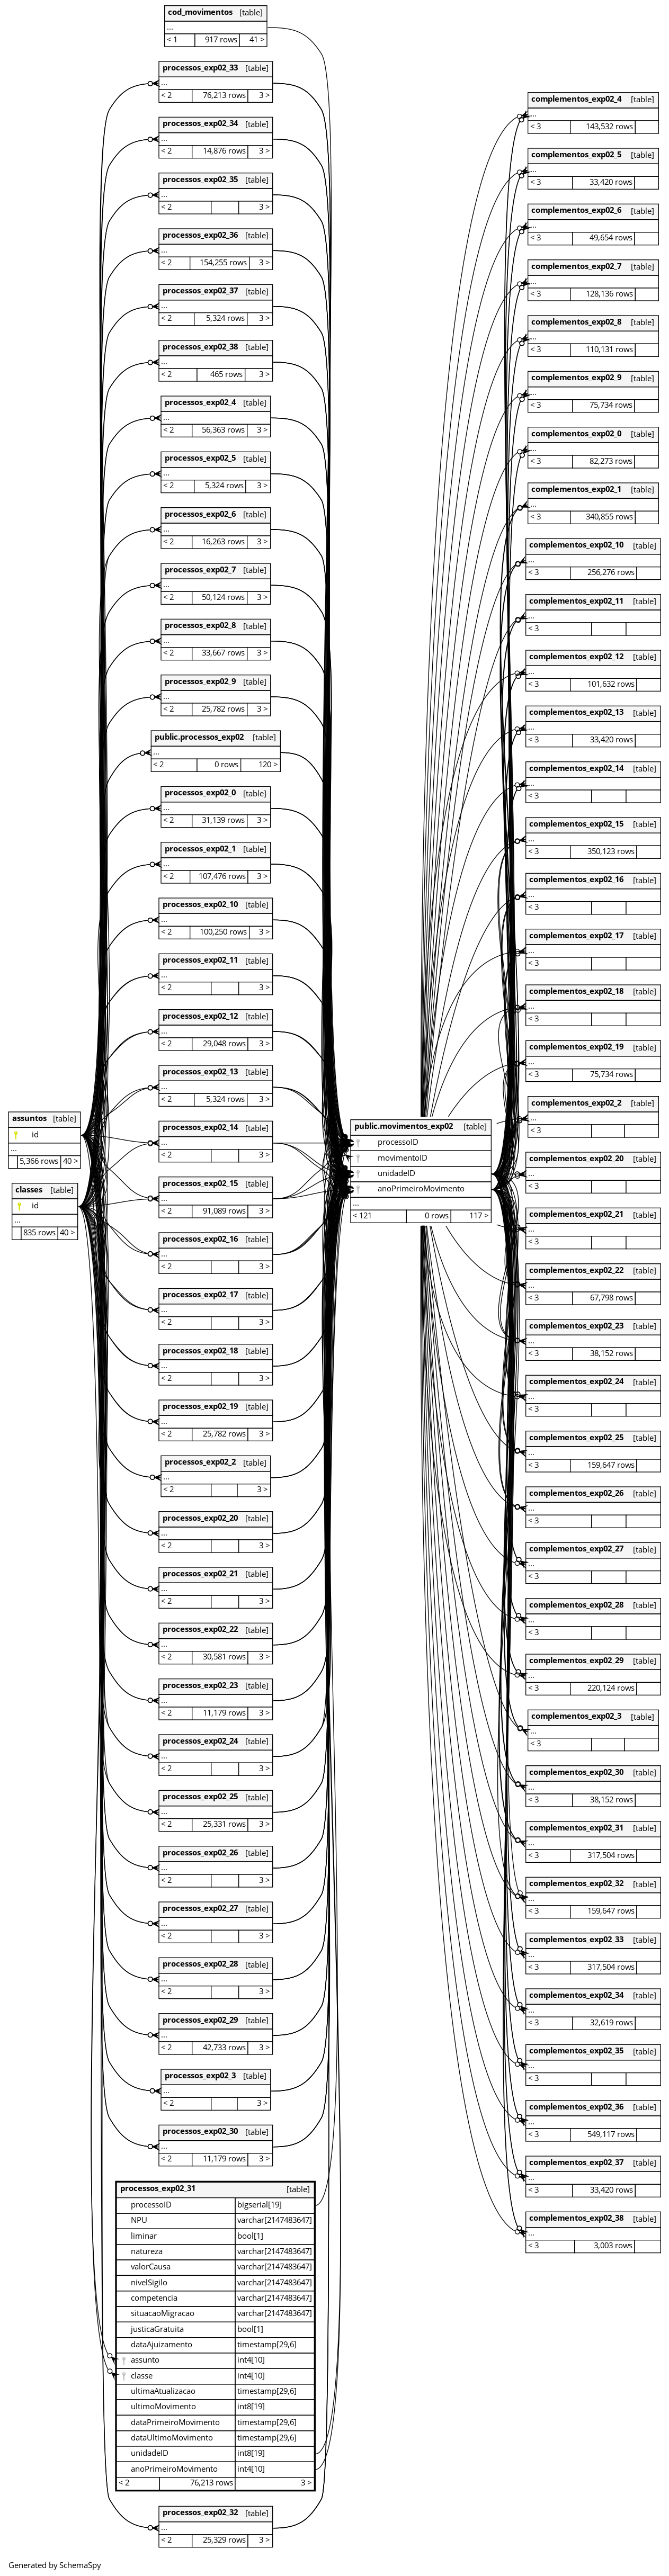 cod_movimentos [table]
...
< 1 917 rows 41 >
processos_exp02_33 [table]
...
< 2 76,213 rows 3 >
processos_exp02_34 [table]
...
< 2 14,876 rows 3 >
processos_exp02_35 [table]
...
< 2 3 >
processos_exp02_36 [table]
...
< 2 154,255 rows 3 >
processos_exp02_37 [table]
...
< 2 5,324 rows 3 >
processos_exp02_38 [table]
...
< 2 465 rows 3 >
processos_exp02_4 [table]
...
< 2 56,363 rows 3 >
processos_exp02_5 [table]
...
< 2 5,324 rows 3 >
processos_exp02_6 [table]
...
< 2 16,263 rows 3 >
processos_exp02_7 [table]
...
< 2 50,124 rows 3 >
processos_exp02_8 [table]
...
< 2 33,667 rows 3 >
processos_exp02_9 [table]
...
< 2 25,782 rows 3 >
public.processos_exp02 [table]
...
< 2 0 rows 120 >
processos_exp02_0 [table]
...
< 2 31,139 rows 3 >
processos_exp02_1 [table]
...
< 2 107,476 rows 3 >
processos_exp02_10 [table]
...
< 2 100,250 rows 3 >
processos_exp02_11 [table]
...
< 2 3 >
processos_exp02_12 [table]
...
< 2 29,048 rows 3 >
processos_exp02_13 [table]
...
< 2 5,324 rows 3 >
processos_exp02_14 [table]
...
< 2 3 >
processos_exp02_15 [table]
...
< 2 91,089 rows 3 >
processos_exp02_16 [table]
...
< 2 3 >
processos_exp02_17 [table]
...
< 2 3 >
processos_exp02_18 [table]
...
< 2 3 >
processos_exp02_19 [table]
...
< 2 25,782 rows 3 >
processos_exp02_2 [table]
...
< 2 3 >
processos_exp02_20 [table]
...
< 2 3 >
processos_exp02_21 [table]
...
< 2 3 >
processos_exp02_22 [table]
...
< 2 30,581 rows 3 >
processos_exp02_23 [table]
...
< 2 11,179 rows 3 >
processos_exp02_24 [table]
...
< 2 3 >
processos_exp02_25 [table]
...
< 2 25,331 rows 3 >
processos_exp02_26 [table]
...
< 2 3 >
processos_exp02_27 [table]
...
< 2 3 >
processos_exp02_28 [table]
...
< 2 3 >
processos_exp02_29 [table]
...
< 2 42,733 rows 3 >
processos_exp02_3 [table]
...
< 2 3 >
processos_exp02_30 [table]
...
< 2 11,179 rows 3 >
processos_exp02_31 [table]
processoID bigserial[19]
NPU varchar[2147483647]
liminar bool[1]
natureza varchar[2147483647]
valorCausa varchar[2147483647]
nivelSigilo varchar[2147483647]
competencia varchar[2147483647]
situacaoMigracao varchar[2147483647]
justicaGratuita bool[1]
dataAjuizamento timestamp[29,6]
assunto int4[10]
classe int4[10]
ultimaAtualizacao timestamp[29,6]
ultimoMovimento int8[19]
dataPrimeiroMovimento timestamp[29,6]
dataUltimoMovimento timestamp[29,6]
unidadeID int8[19]
anoPrimeiroMovimento int4[10]
< 2 76,213 rows 3 >
processos_exp02_32 [table]
...
< 2 25,329 rows 3 >
assuntos [table]
id
...
5,366 rows 40 >
classes [table]
id
...
835 rows 40 >
public.movimentos_exp02 [table]
processoID
movimentoID
unidadeID
anoPrimeiroMovimento
...
< 121 0 rows 117 >
complementos_exp02_4 [table]
...
< 3 143,532 rows
complementos_exp02_5 [table]
...
< 3 33,420 rows
complementos_exp02_6 [table]
...
< 3 49,654 rows
complementos_exp02_7 [table]
...
< 3 128,136 rows
complementos_exp02_8 [table]
...
< 3 110,131 rows
complementos_exp02_9 [table]
...
< 3 75,734 rows
complementos_exp02_0 [table]
...
< 3 82,273 rows
complementos_exp02_1 [table]
...
< 3 340,855 rows
complementos_exp02_10 [table]
...
< 3 256,276 rows
complementos_exp02_11 [table]
...
< 3
complementos_exp02_12 [table]
...
< 3 101,632 rows
complementos_exp02_13 [table]
...
< 3 33,420 rows
complementos_exp02_14 [table]
...
< 3
complementos_exp02_15 [table]
...
< 3 350,123 rows
complementos_exp02_16 [table]
...
< 3
complementos_exp02_17 [table]
...
< 3
complementos_exp02_18 [table]
...
< 3
complementos_exp02_19 [table]
...
< 3 75,734 rows
complementos_exp02_2 [table]
...
< 3
complementos_exp02_20 [table]
...
< 3
complementos_exp02_21 [table]
...
< 3
complementos_exp02_22 [table]
...
< 3 67,798 rows
complementos_exp02_23 [table]
...
< 3 38,152 rows
complementos_exp02_24 [table]
...
< 3
complementos_exp02_25 [table]
...
< 3 159,647 rows
complementos_exp02_26 [table]
...
< 3
complementos_exp02_27 [table]
...
< 3
complementos_exp02_28 [table]
...
< 3
complementos_exp02_29 [table]
...
< 3 220,124 rows
complementos_exp02_3 [table]
...
< 3
complementos_exp02_30 [table]
...
< 3 38,152 rows
complementos_exp02_31 [table]
...
< 3 317,504 rows
complementos_exp02_32 [table]
...
< 3 159,647 rows
complementos_exp02_33 [table]
...
< 3 317,504 rows
complementos_exp02_34 [table]
...
< 3 32,619 rows
complementos_exp02_35 [table]
...
< 3
complementos_exp02_36 [table]
...
< 3 549,117 rows
complementos_exp02_37 [table]
...
< 3 33,420 rows
complementos_exp02_38 [table]
...
< 3 3,003 rows
Generated by SchemaSpy